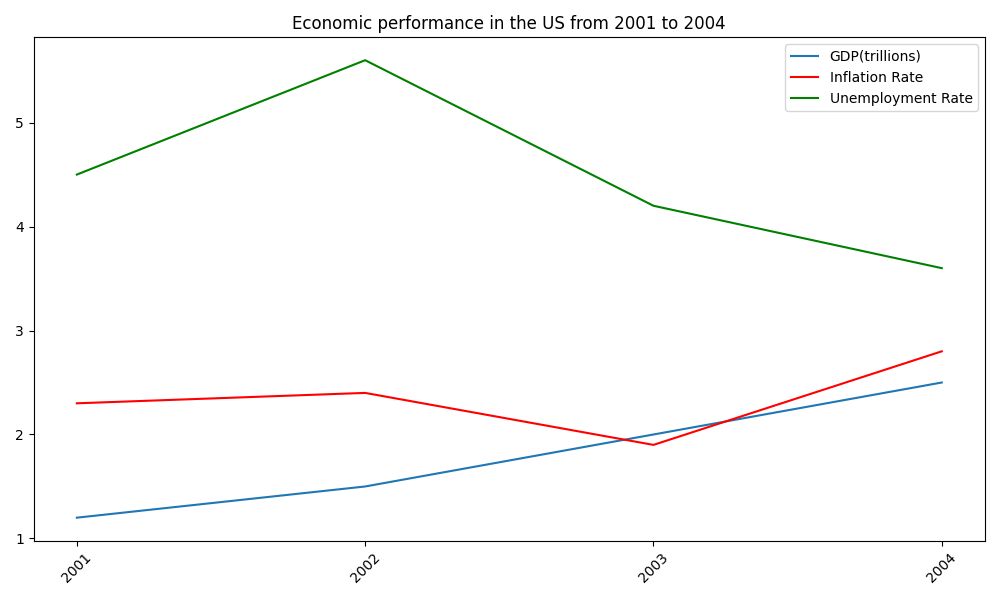 Economic performance in the US from 2001 to 2004
GDP(trillions)
Inflation Rate
Unemployment Rate
5
4
3
2
1
2001
2002
2003
2004